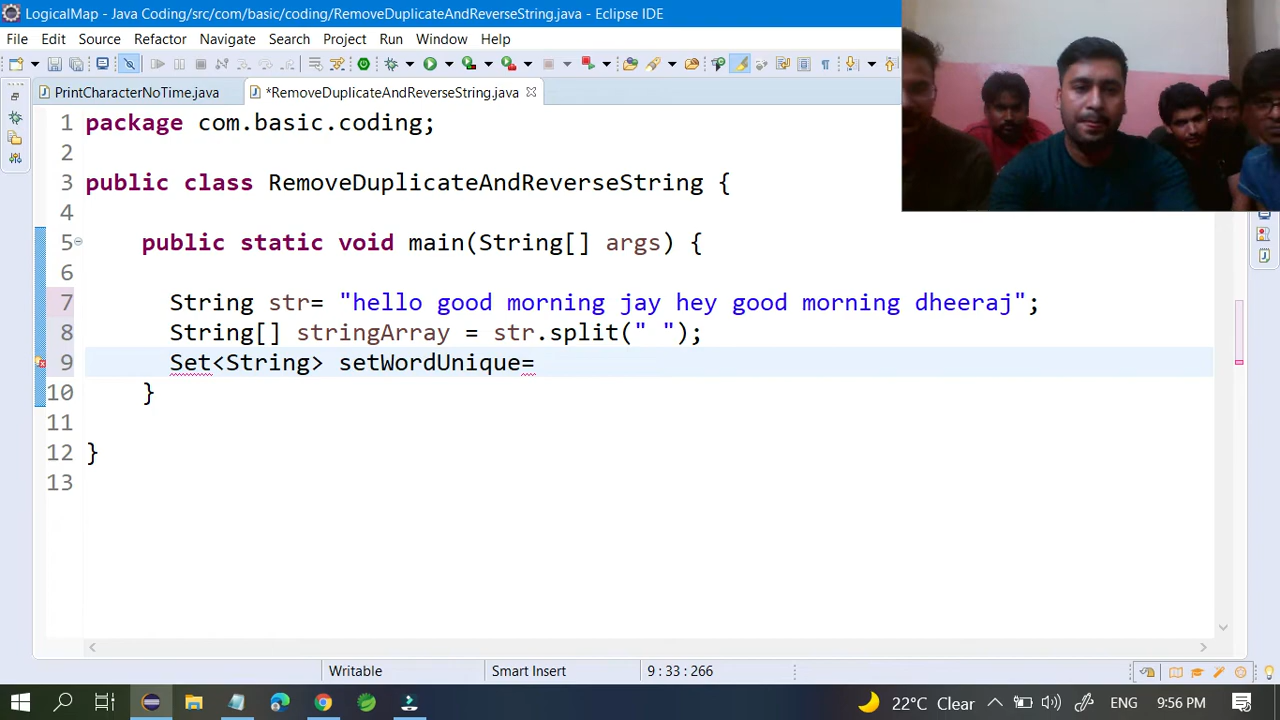 LogicalMap - Java Coding/src/com/basic/coding/RemoveDuplicateAndReverseString.java - Eclipse IDE
File Edit Source Refactor Navigate Search Project Run Window Help
PrintCharacterNoTime.java *RemoveDuplicateAndReverseString.java
1 package com.basic.coding;
2
3 public class RemoveDuplicateAndReverseString {
4
5 public static void main(String[] args) {
6
7 String str= "hello good morning jay hey good morning dheeraj";
8 String[] stringArray = str.split(" ");
9 Set<String> setWordUnique=
10 }
11
12 }
13
Writable Smart Insert 9 : 33 : 266
22°C Clear ENG 9:56 PM